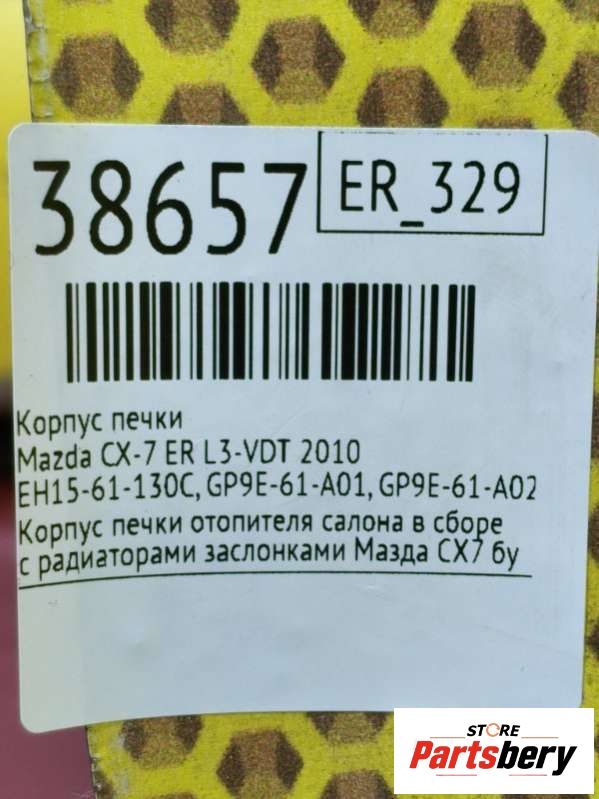 38657
ER_329
Корпус печки
Mazda CX-7 ER L3-VDT 2010
EH15-61-130C, GP9E-61-A01, GP9E-61-A02
Корпус печки отопителя салона в сборе
с радиаторами заслонками Мазда СХ7 бу
STORE
Partsbery